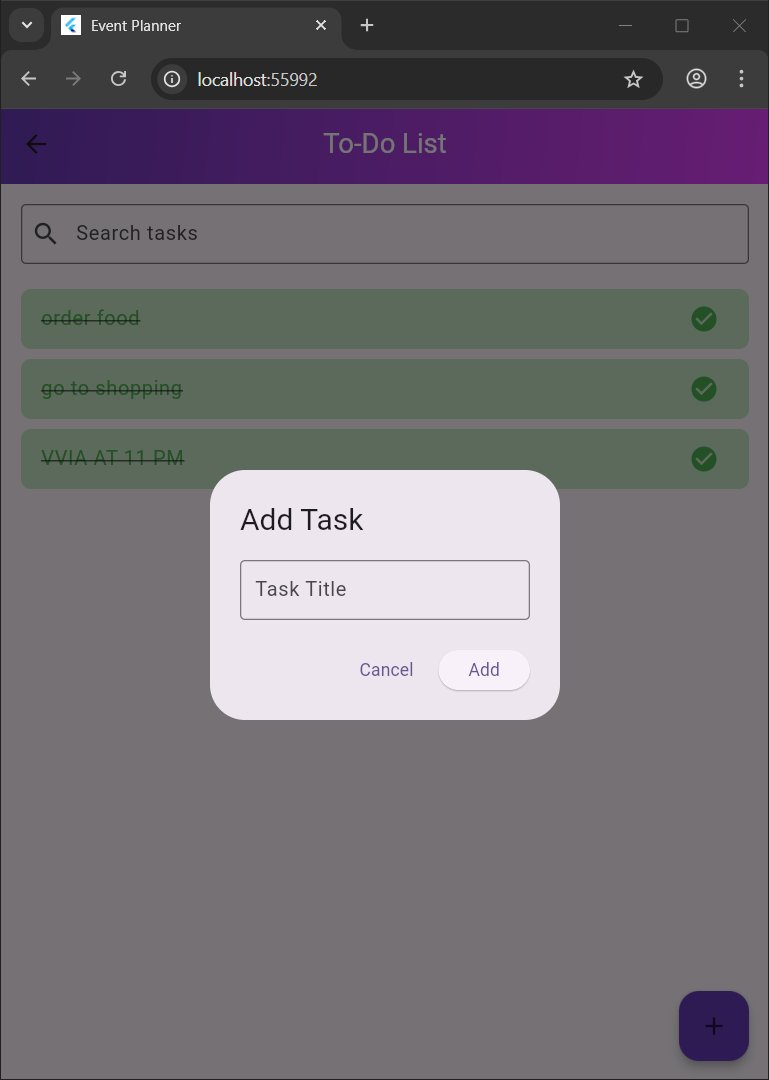 Event Planner
localhost:55992
To-Do List
Search tasks
order food
go to shopping
VVIA AT 11 PM
Add Task
Task Title
Cancel Add